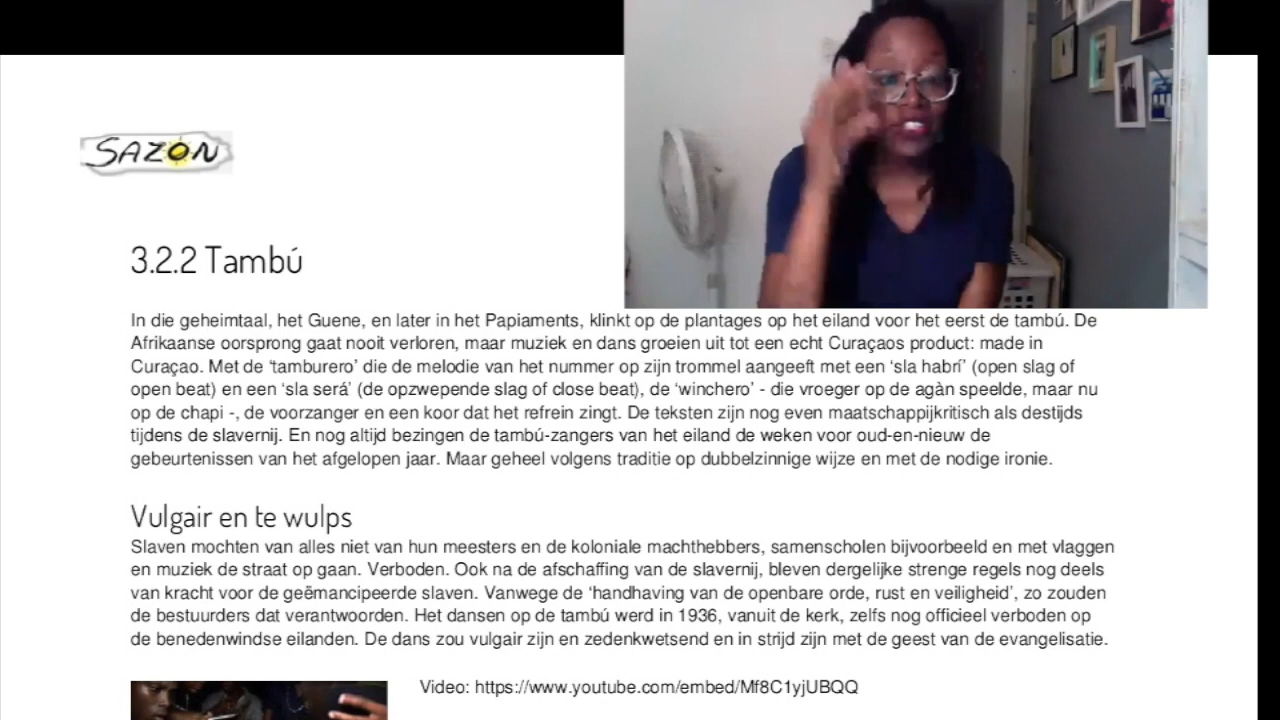 SAZÓN
3.2.2 Tambú
In die geheimtaal, het Guene, en later in het Papiaments, klinkt op de plantages op het eiland voor het eerst de tambú. De
Afrikaanse oorsprong gaat nooit verloren, maar muziek en dans groeien uit tot een echt Curaçaos product: made in
Curaçao. Met de ‘tamburero’ die de melodie van het nummer op zijn trommel aangeeft met een ‘sla habrí’ (open slag of
open beat) en een ‘sla será’ (de opzwepende slag of close beat), de ‘winchero’ - die vroeger op de agàn speelde, maar nu
op de chapi -, de voorzanger en een koor dat het refrein zingt. De teksten zijn nog even maatschappijkritisch als destijds
tijdens de slavernij. En nog altijd bezingen de tambú-zangers van het eiland de weken voor oud-en-nieuw de
gebeurtenissen van het afgelopen jaar. Maar geheel volgens traditie op dubbelzinnige wijze en met de nodige ironie.
Vulgair en te wulps
Slaven mochten van alles niet van hun meesters en de koloniale machthebbers, samenscholen bijvoorbeeld en met vlaggen
en muziek de straat op gaan. Verboden. Ook na de afschaffing van de slavernij, bleven dergelijke strenge regels nog deels
van kracht voor de geëmancipeerde slaven. Vanwege de ‘handhaving van de openbare orde, rust en veiligheid’, zo zouden
de bestuurders dat verantwoorden. Het dansen op de tambú werd in 1936, vanuit de kerk, zelfs nog officieel verboden op
de benedenwindse eilanden. De dans zou vulgair zijn en zedenkwetsend en in strijd zijn met de geest van de evangelisatie.
Video: https://www.youtube.com/embed/Mf8C1yjUBQQ